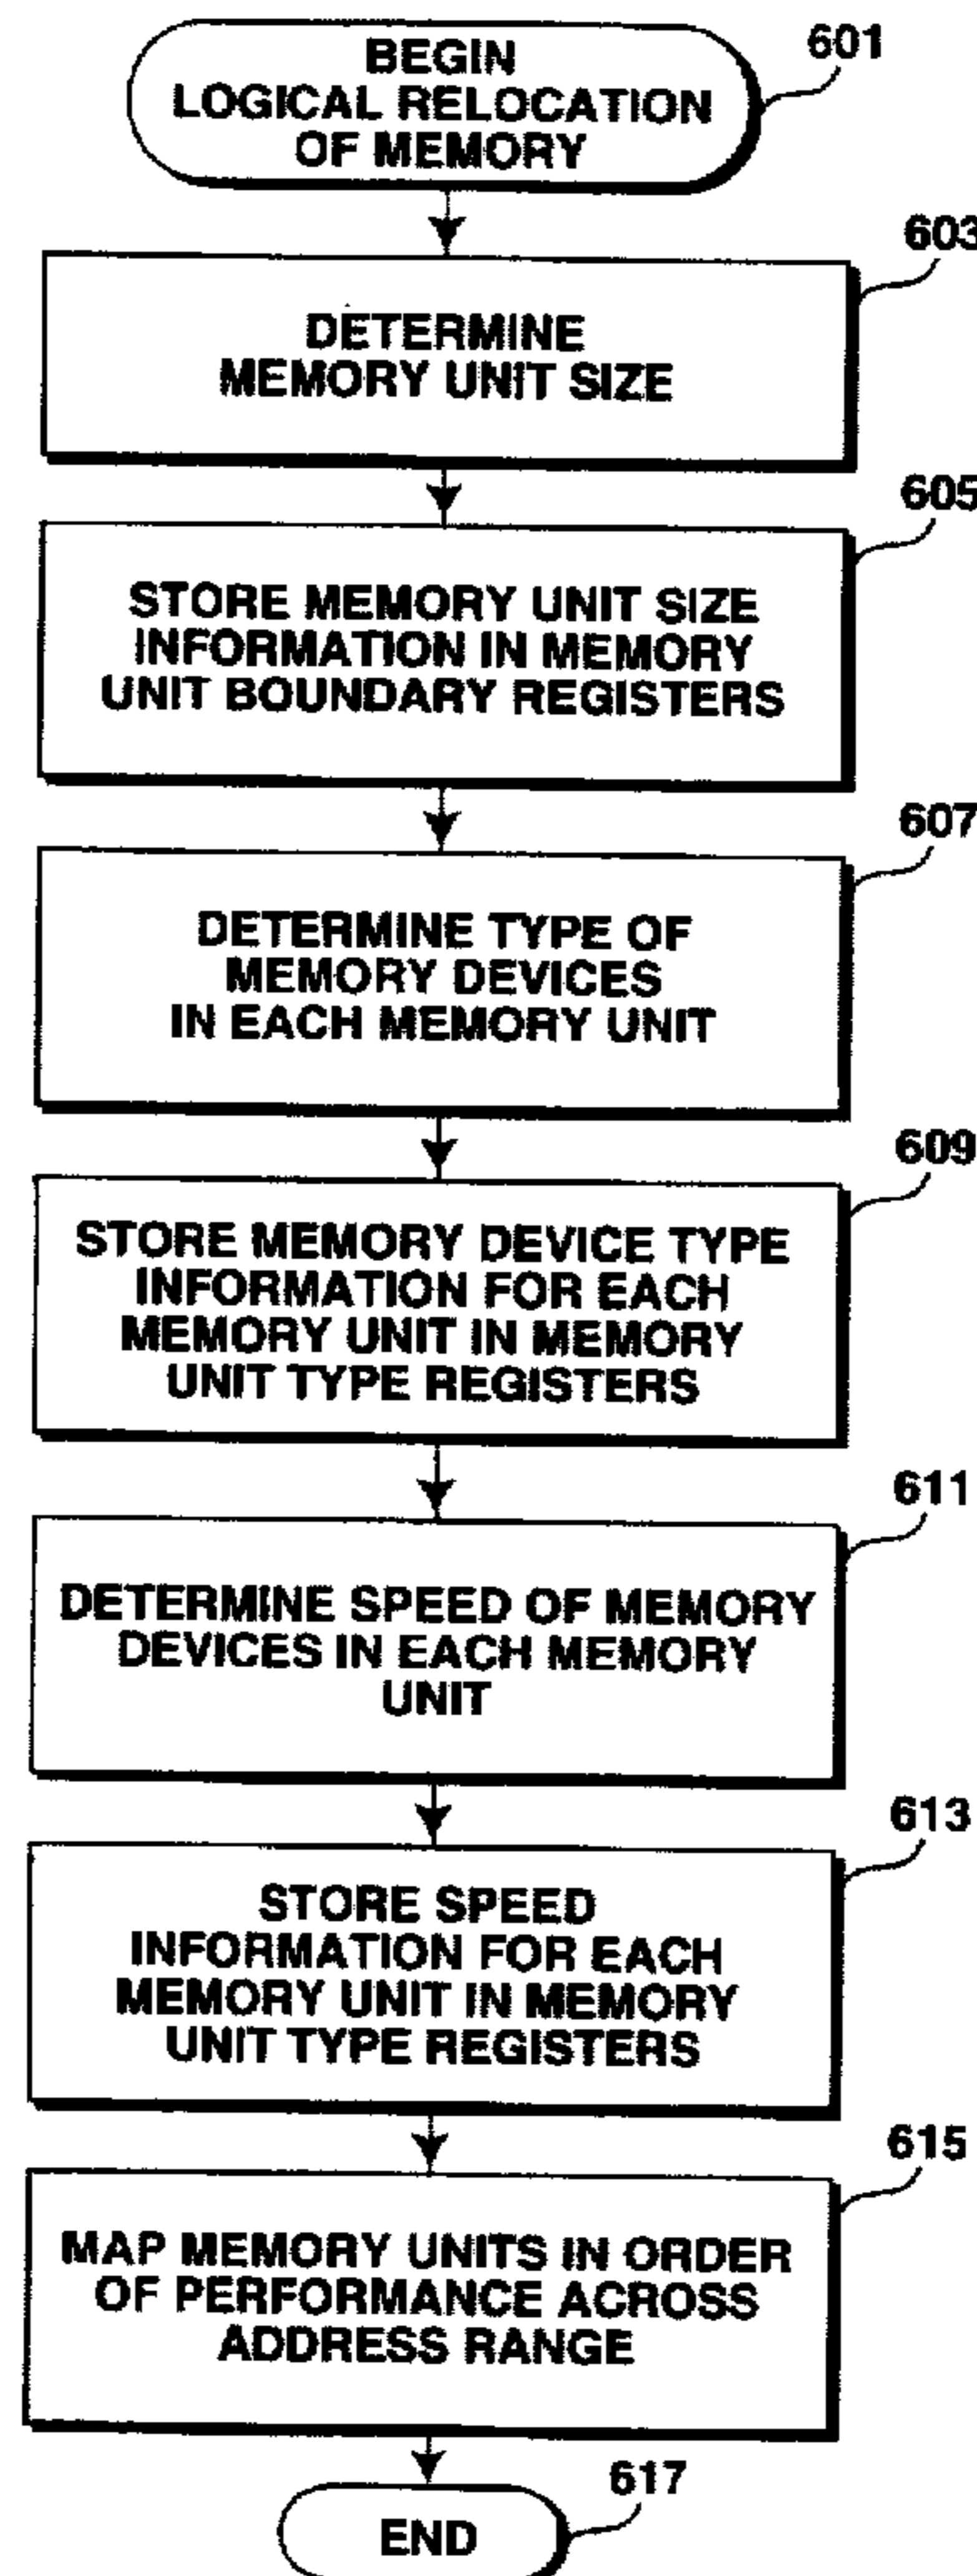 BEGIN
LOGICAL RELOCATION
OF MEMORY
601
603
DETERMINE
MEMORY UNIT SIZE
605
STORE MEMORY UNIT SIZE
INFORMATION IN MEMORY
UNIT BOUNDARY REGISTERS
607
DETERMINE TYPE OF
MEMORY DEVICES
IN EACH MEMORY UNIT
609
STORE MEMORY DEVICE TYPE
INFORMATION FOR EACH
MEMORY UNIT IN MEMORY
UNIT TYPE REGISTERS
611
DETERMINE SPEED OF MEMORY
DEVICES IN EACH MEMORY
UNIT
613
STORE SPEED
INFORMATION FOR EACH
MEMORY UNIT IN MEMORY
UNIT TYPE REGISTERS
615
MAP MEMORY UNITS IN ORDER
OF PERFORMANCE ACROSS
ADDRESS RANGE
617
END